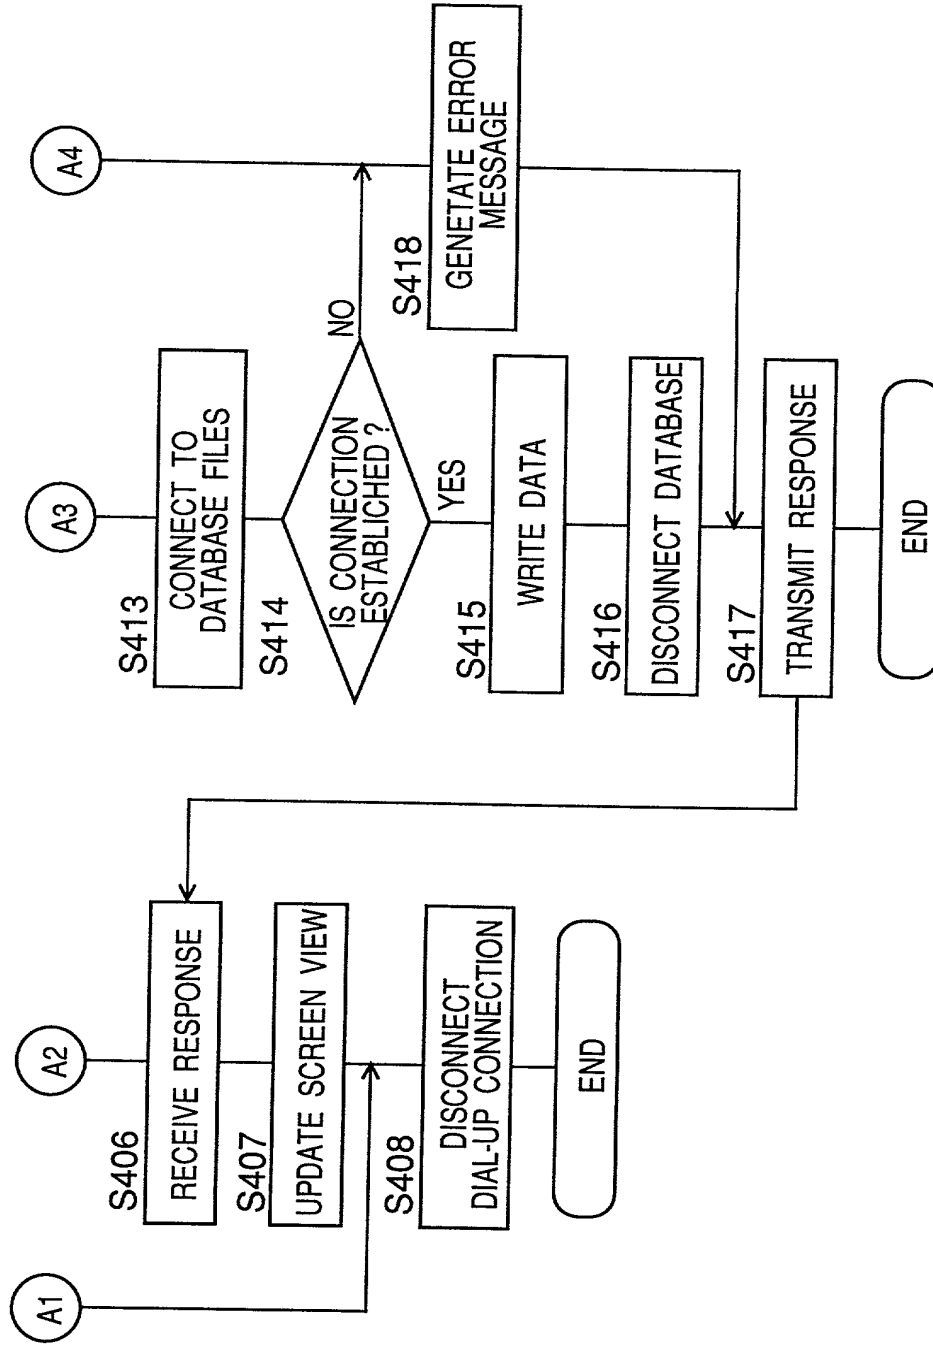 A1
A2
S406
RECEIVE RESPONSE
S407
UPDATE SCREEN VIEW
S408
DISCONNECT
DIAL-UP CONNECTION
END
A3
S413
CONNECT TO
DATABASE FILES
S414
IS CONNECTION
ESTABLICHED ?
NO
YES
S415
WRITE DATA
S416
DISCONNECT DATABASE
S417
TRANSMIT RESPONSE
END
A4
S418
GENETATE ERROR
MESSAGE